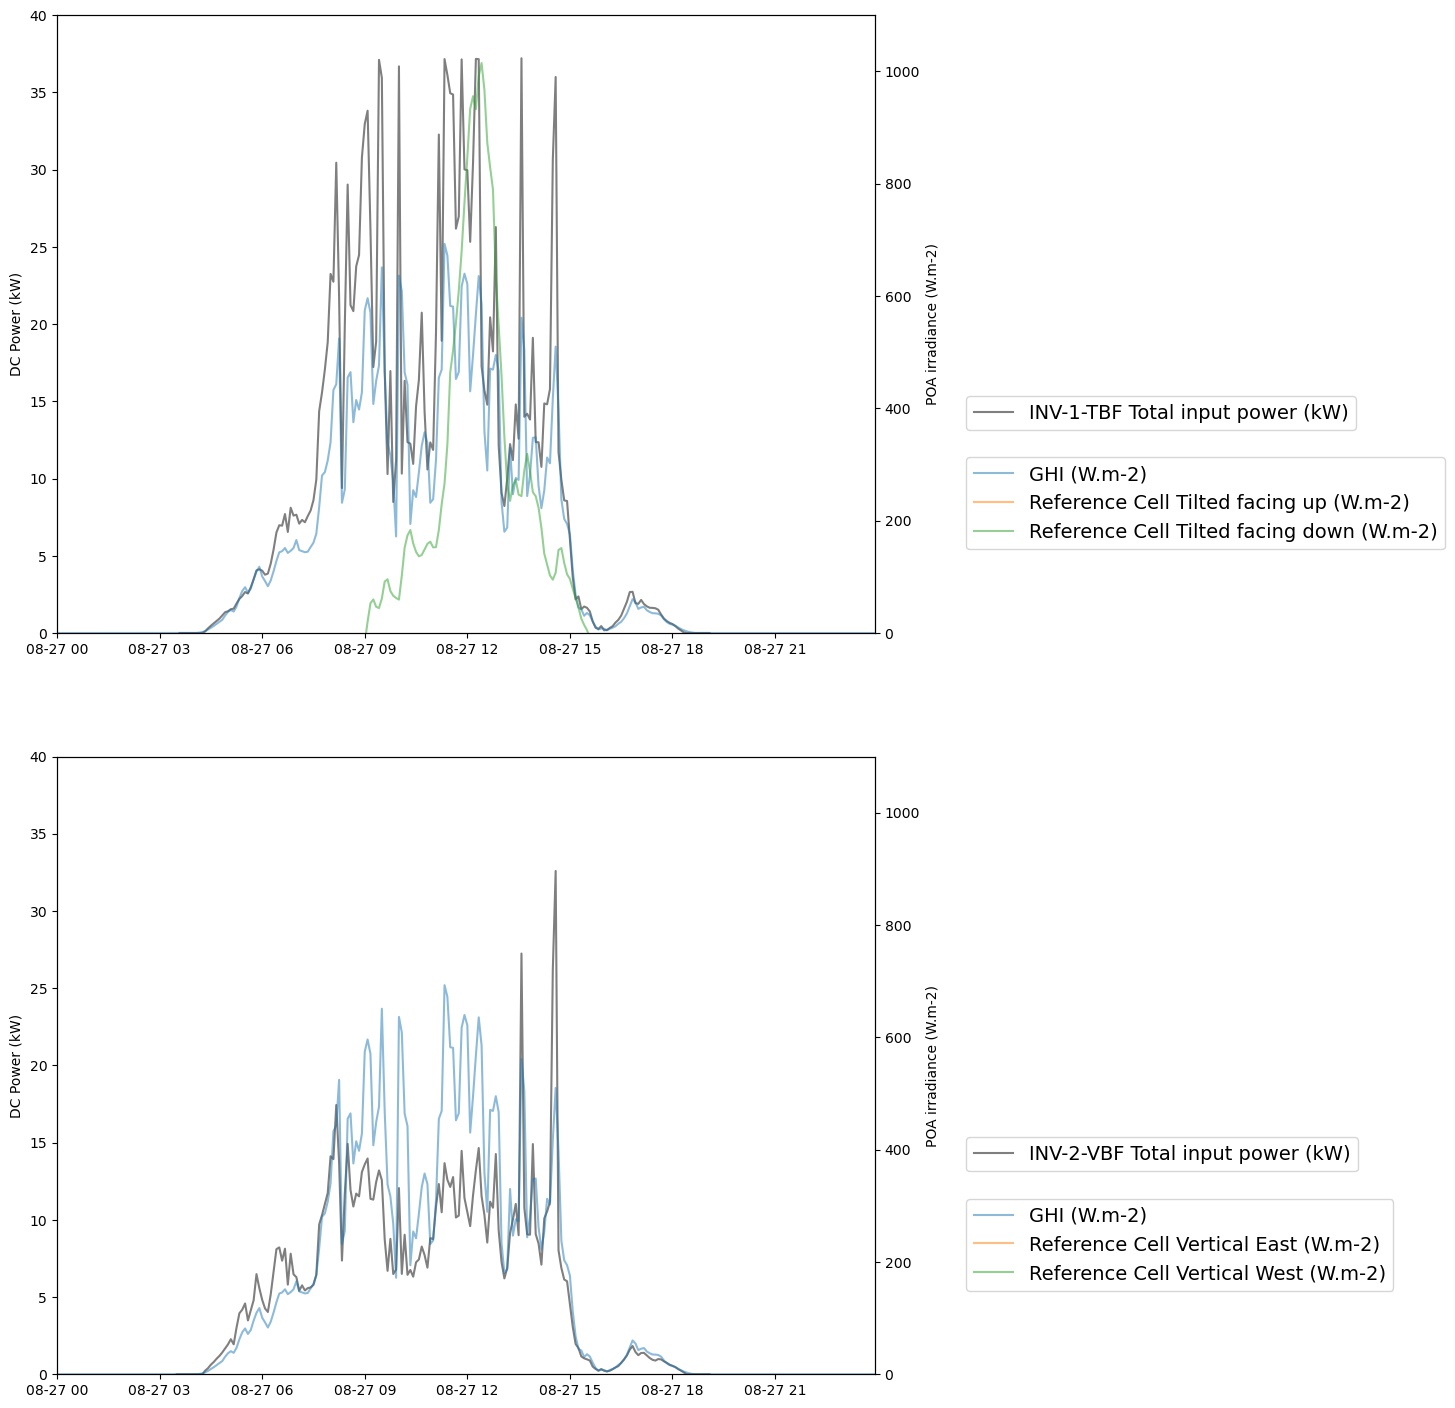 40
35
30
25
20
15
10
5
0
DC Power (kW)
1000
800
600
400
200
0
POA irradiance (W.m-2)
08-27 00 08-27 03 08-27 06 08-27 09 08-27 12 08-27 15 08-27 18 08-27 21
INV-1-TBF Total input power (kW)
GHI (W.m-2)
Reference Cell Tilted facing up (W.m-2)
Reference Cell Tilted facing down (W.m-2)
40
35
30
25
20
15
10
5
0
DC Power (kW)
1000
800
600
400
200
0
POA irradiance (W.m-2)
08-27 00 08-27 03 08-27 06 08-27 09 08-27 12 08-27 15 08-27 18 08-27 21
INV-2-VBF Total input power (kW)
GHI (W.m-2)
Reference Cell Vertical East (W.m-2)
Reference Cell Vertical West (W.m-2)